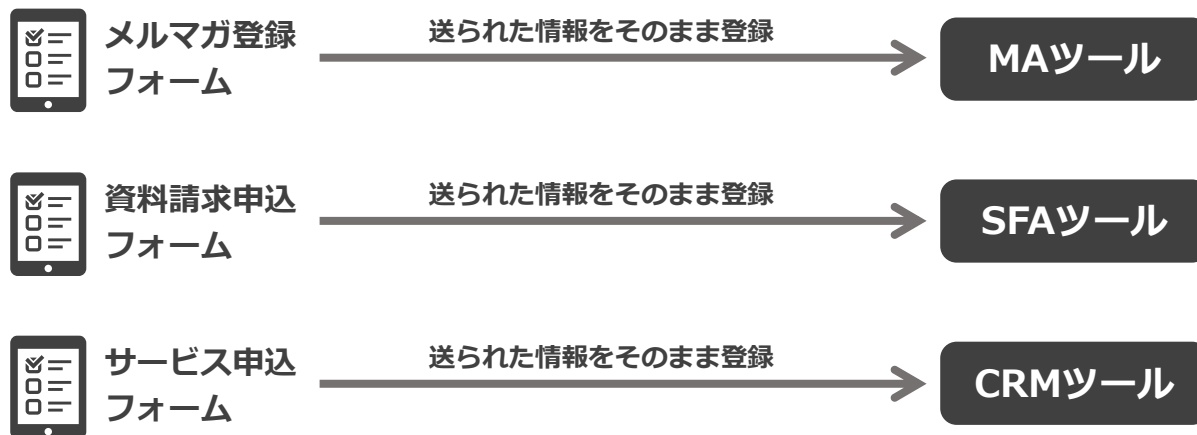 メルマガ登録
フォーム
送られた情報をそのまま登録
MAツール
資料請求申込
フォーム
送られた情報をそのまま登録
SFAツール
サービス申込
フォーム
送られた情報をそのまま登録
CRMツール